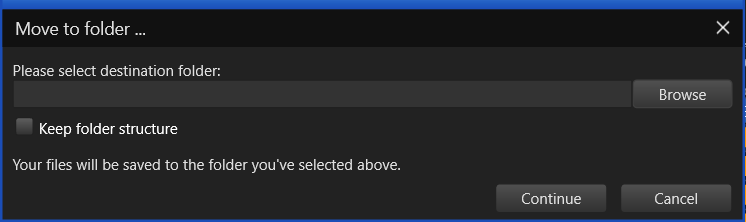 Move to folder ...
Please select destination folder:
Browse
Keep folder structure
Your files will be saved to the folder you've selected above.
Continue Cancel